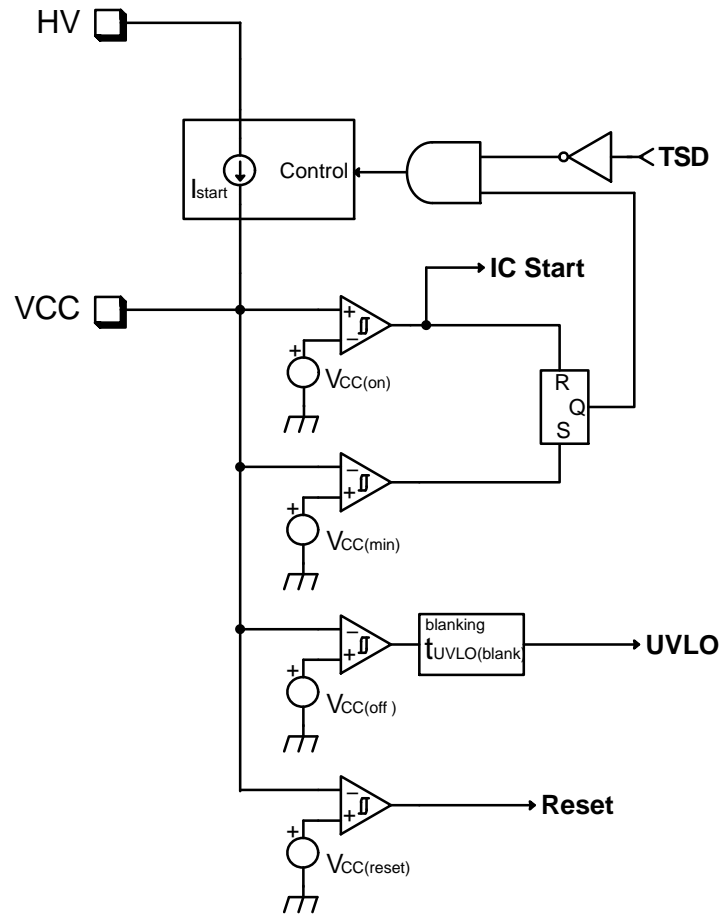 HV
TSD
Control
Istart
IC Start
VCC
+
−
+
VCC(on)
R
Q
S
−
+
+
VCC(min)
blanking
tUVLO(blank)
UVLO
−
+
+
VCC(off )
Reset
−
+
+
VCC(reset)